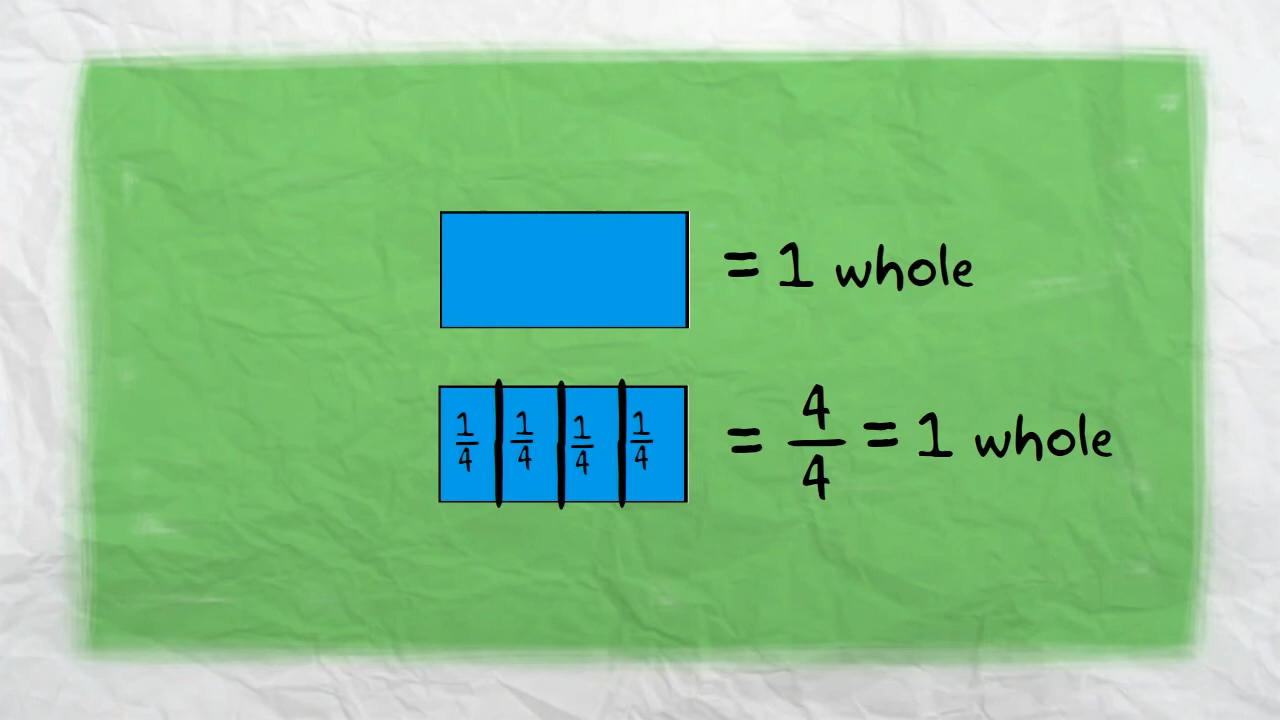 = 1 whole
1/4 1/4 1/4 1/4 = 4/4 = 1 whole